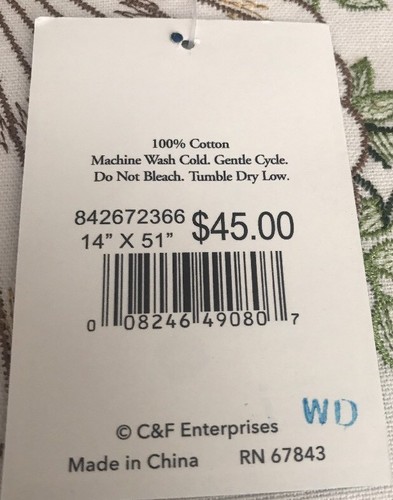 100% Cotton
Machine Wash Cold. Gentle Cycle.
Do Not Bleach. Tumble Dry Low.
842672366 $45.00
14" X 51"
0 08246 49080 7
WD
© C&F Enterprises
Made in China RN 67843